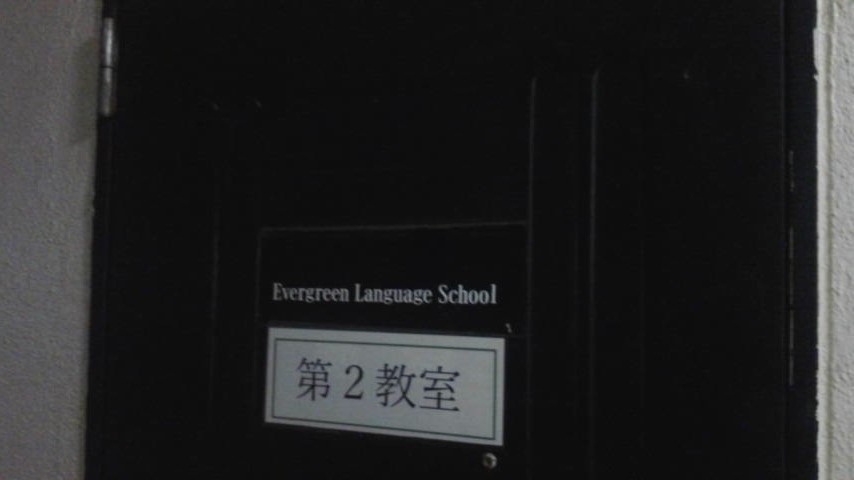 Evergreen Language School
第2教室